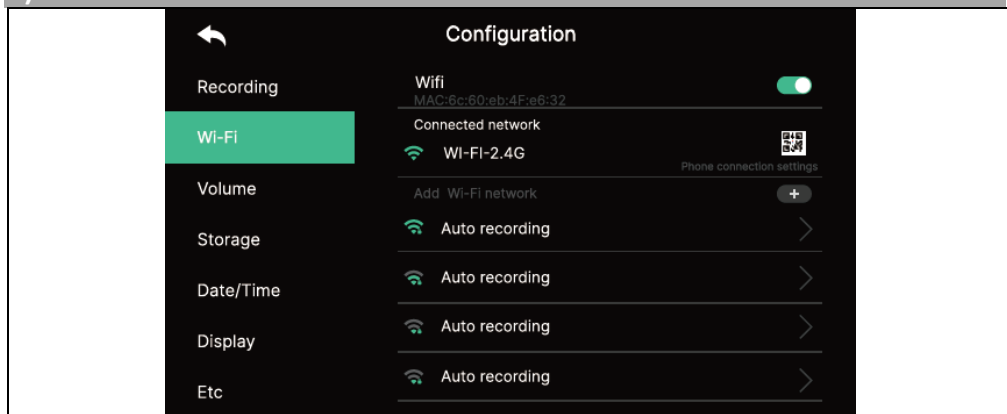 Configuration
Recording
Wi-Fi
Volume
Storage
Date/Time
Display
Etc
Wifi
MAC:6c:60:eb:4F:e6:32
Connected network
WI-FI-2.4G
Phone connection settings
Add Wi-Fi network
+
Auto recording
Auto recording
Auto recording
Auto recording